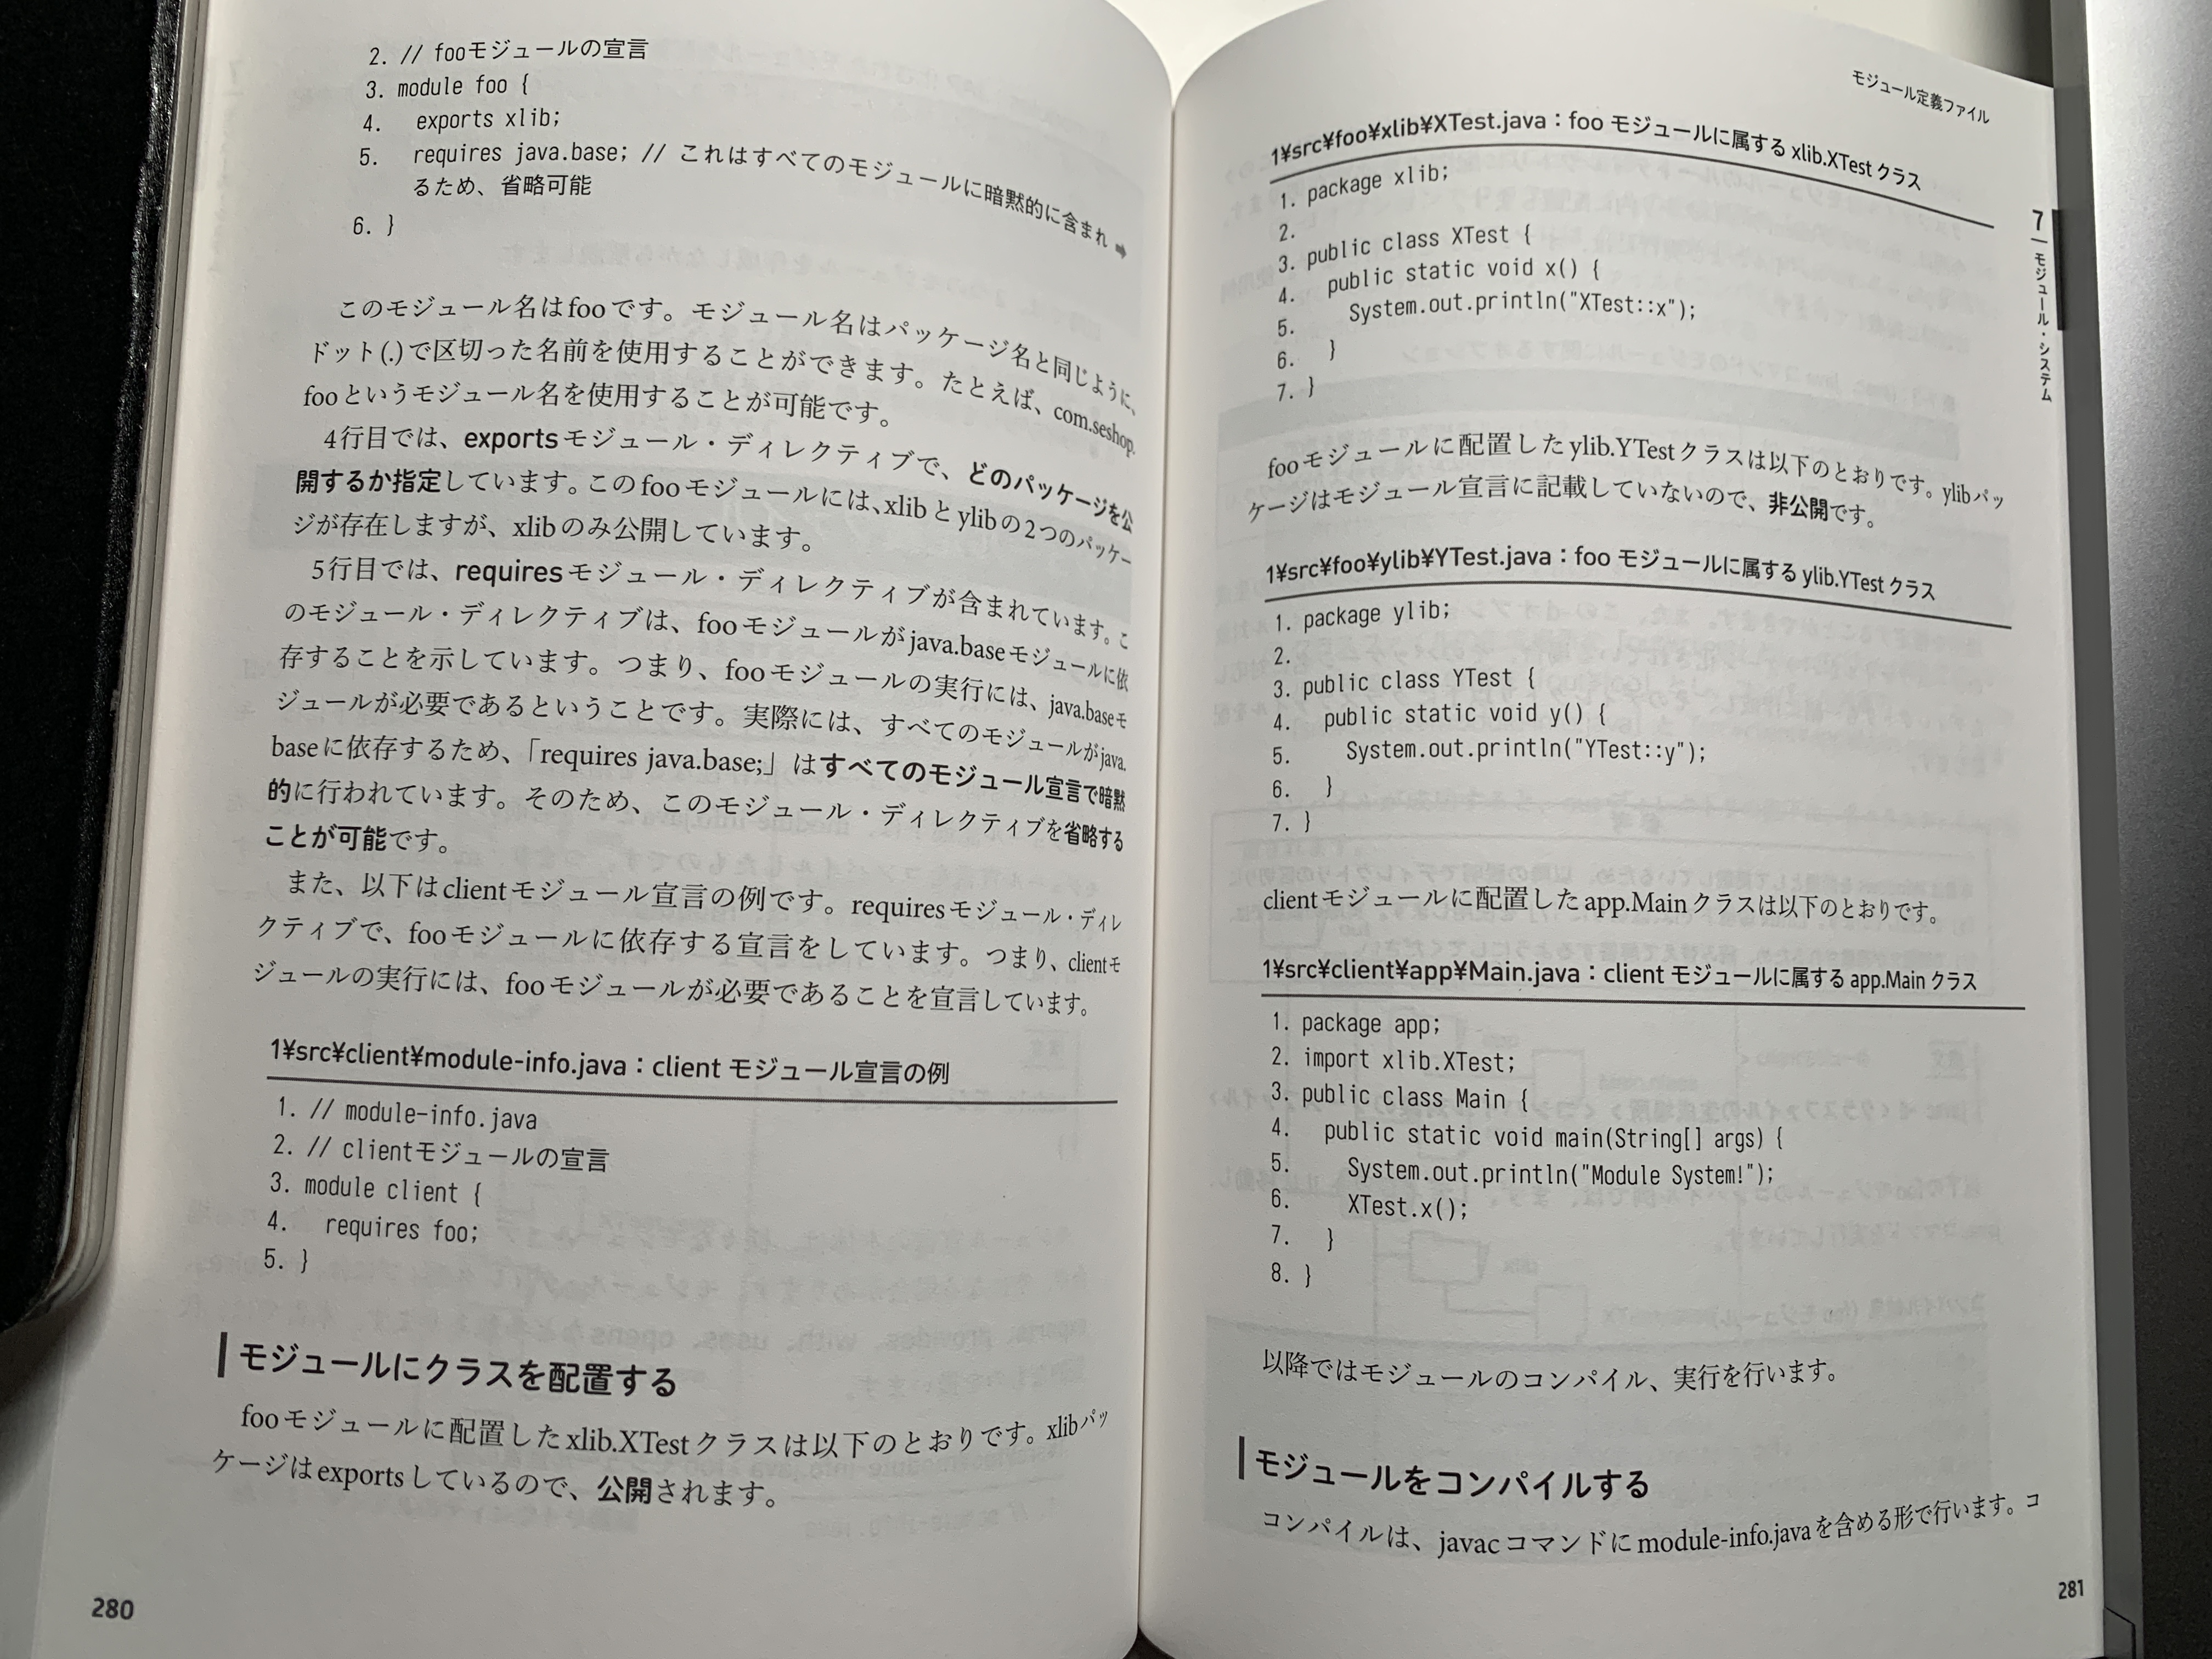 2. // fooモジュールの宣言
3. module foo {
4.   exports xlib;
5.   requires java.base; // これはすべてのモジュールに暗黙的に含まれ➡
るため、省略可能
6. }
このモジュール名はfooです。モジュール名はパッケージ名と同じように、
ドット(.)で区切った名前を使用することができます。たとえば、com.seshop.
fooというモジュール名を使用することが可能です。
4行目では、exportsモジュール・ディレクティブで、どのパッケージを公
開するか指定しています。このfooモジュールには、xlibとylibの2つのパッケー
ジが存在しますが、xlibのみ公開しています。
5行目では、requiresモジュール・ディレクティブが含まれています。こ
のモジュール・ディレクティブは、fooモジュールがjava.baseモジュールに依
存することを示しています。つまり、fooモジュールの実行には、java.baseモ
ジュールが必要であるということです。実際には、すべてのモジュールがjava.
baseに依存するため、「requires java.base;」はすべてのモジュール宣言で暗黙
的に行われています。そのため、このモジュール・ディレクティブを省略する
ことが可能です。
また、以下はclientモジュール宣言の例です。requiresモジュール・ディレ
クティブで、fooモジュールに依存する宣言をしています。つまり、clientモ
ジュールの実行には、fooモジュールが必要であることを宣言しています。
1¥src¥client¥module-info.java：client モジュール宣言の例
1. // module-info.java
2. // clientモジュールの宣言
3. module client {
4.   requires foo;
5. }
モジュールにクラスを配置する
fooモジュールに配置したxlib.XTestクラスは以下のとおりです。xlibパッ
ケージはexportsしているので、公開されます。
280
モジュール定義ファイル
1¥src¥foo¥xlib¥XTest.java：foo モジュールに属する xlib.XTest クラス
1. package xlib;
2.
3. public class XTest {
4.   public static void x() {
5.     System.out.println("XTest::x");
6.   }
7. }
fooモジュールに配置したylib.YTestクラスは以下のとおりです。ylibパッ
ケージはモジュール宣言に記載していないので、非公開です。
1¥src¥foo¥ylib¥YTest.java：foo モジュールに属する ylib.YTest クラス
1. package ylib;
2.
3. public class YTest {
4.   public static void y() {
5.     System.out.println("YTest::y");
6.   }
7. }
clientモジュールに配置したapp.Mainクラスは以下のとおりです。
1¥src¥client¥app¥Main.java：client モジュールに属する app.Main クラス
1. package app;
2. import xlib.XTest;
3. public class Main {
4.   public static void main(String[] args) {
5.     System.out.println("Module System!");
6.     XTest.x();
7.   }
8. }
以降ではモジュールのコンパイル、実行を行います。
モジュールをコンパイルする
コンパイルは、javacコマンドにmodule-info.javaを含める形で行います。コ
281
7 モジュール・システム